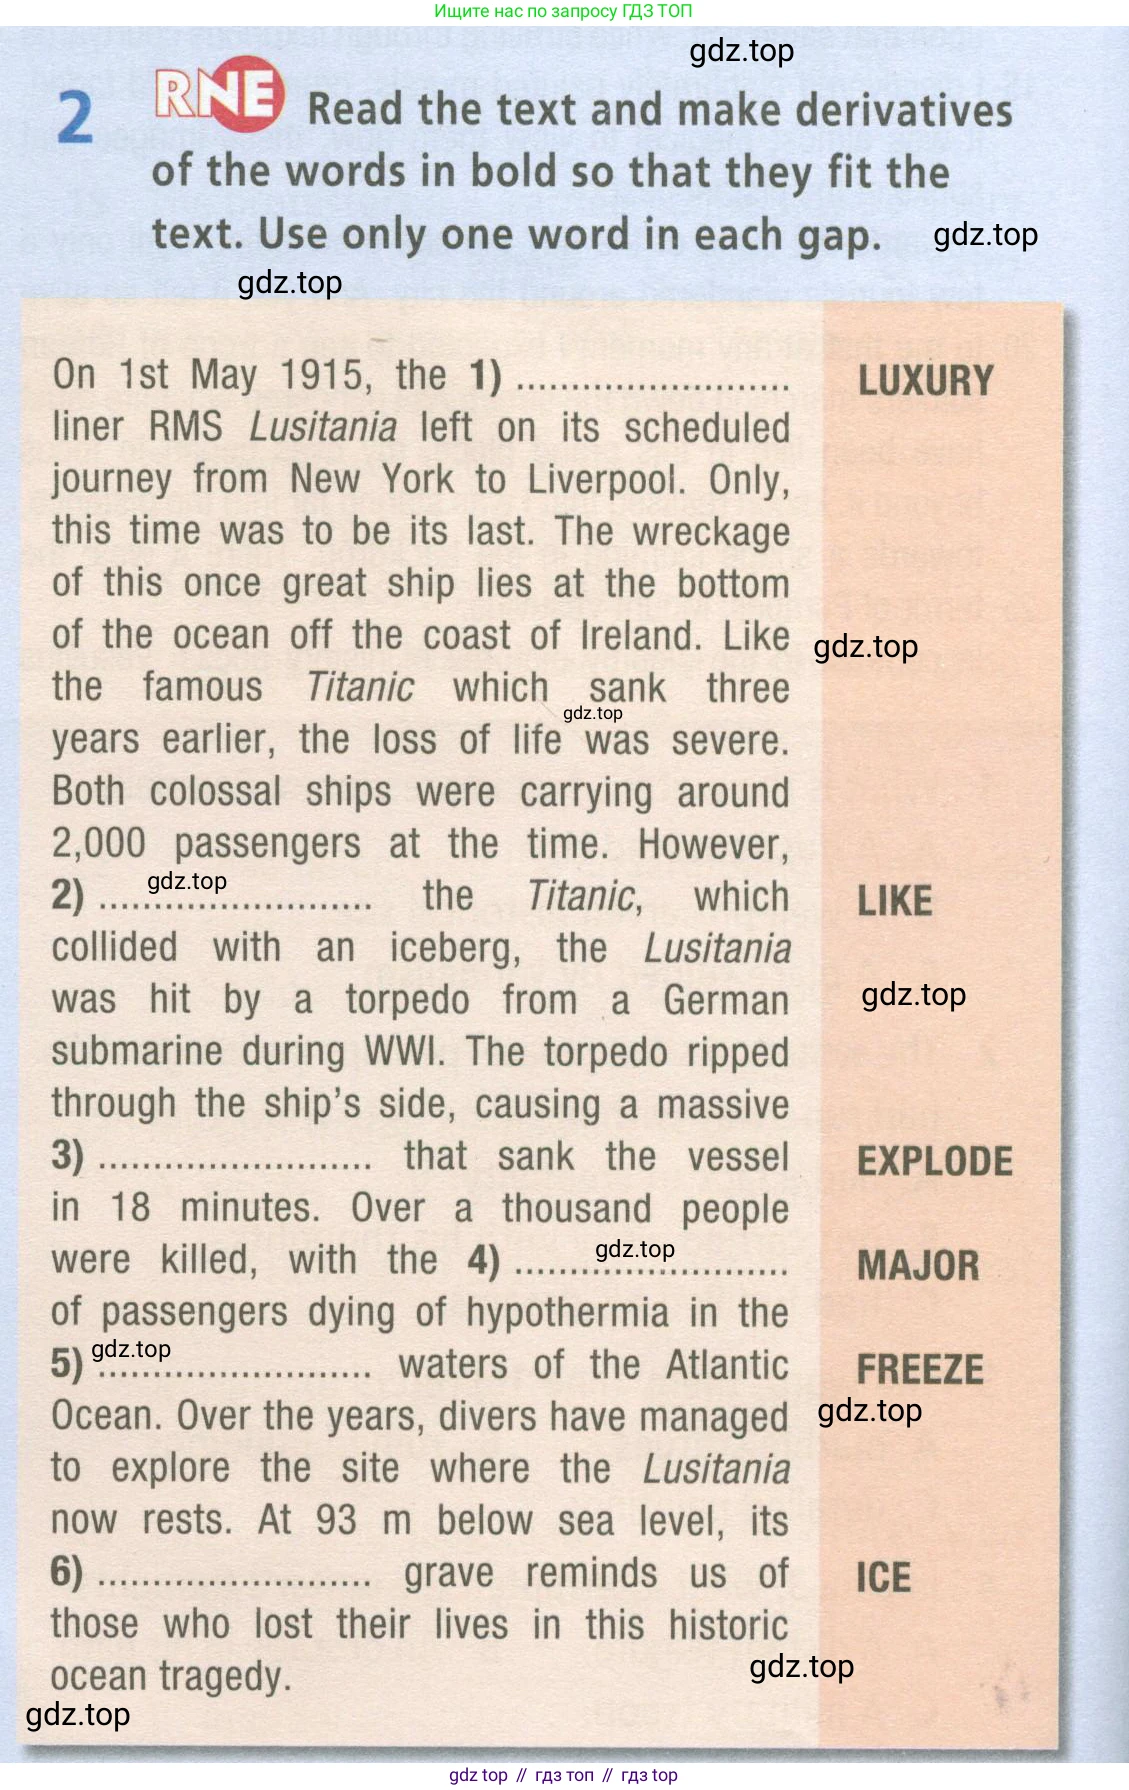 Ищите нас по запросу ГДЗ ТОП
gdz.top
2 RNE Read the text and make derivatives
of the words in bold so that they fit the
text. Use only one word in each gap. gdz.top
gdz.top
On 1st May 1915, the 1) ......................... LUXURY
liner RMS Lusitania left on its scheduled
journey from New York to Liverpool. Only,
this time was to be its last. The wreckage
of this once great ship lies at the bottom
of the ocean off the coast of Ireland. Like
gdz.top
the famous Titanic which sank three
gdz.top
years earlier, the loss of life was severe.
Both colossal ships were carrying around
2,000 passengers at the time. However,
gdz.top
2) ......................... the Titanic, which LIKE
collided with an iceberg, the Lusitania
was hit by a torpedo from a German
gdz.top
submarine during WWI. The torpedo ripped
through the ship's side, causing a massive
3) ......................... that sank the vessel EXPLODE
in 18 minutes. Over a thousand people
gdz.top
were killed, with the 4) ......................... MAJOR
of passengers dying of hypothermia in the
gdz.top
5) ......................... waters of the Atlantic FREEZE
Ocean. Over the years, divers have managed
gdz.top
to explore the site where the Lusitania
now rests. At 93 m below sea level, its
6) ......................... grave reminds us of ICE
those who lost their lives in this historic
ocean tragedy.
gdz.top
gdz.top
gdz top // гдз топ // gdz top